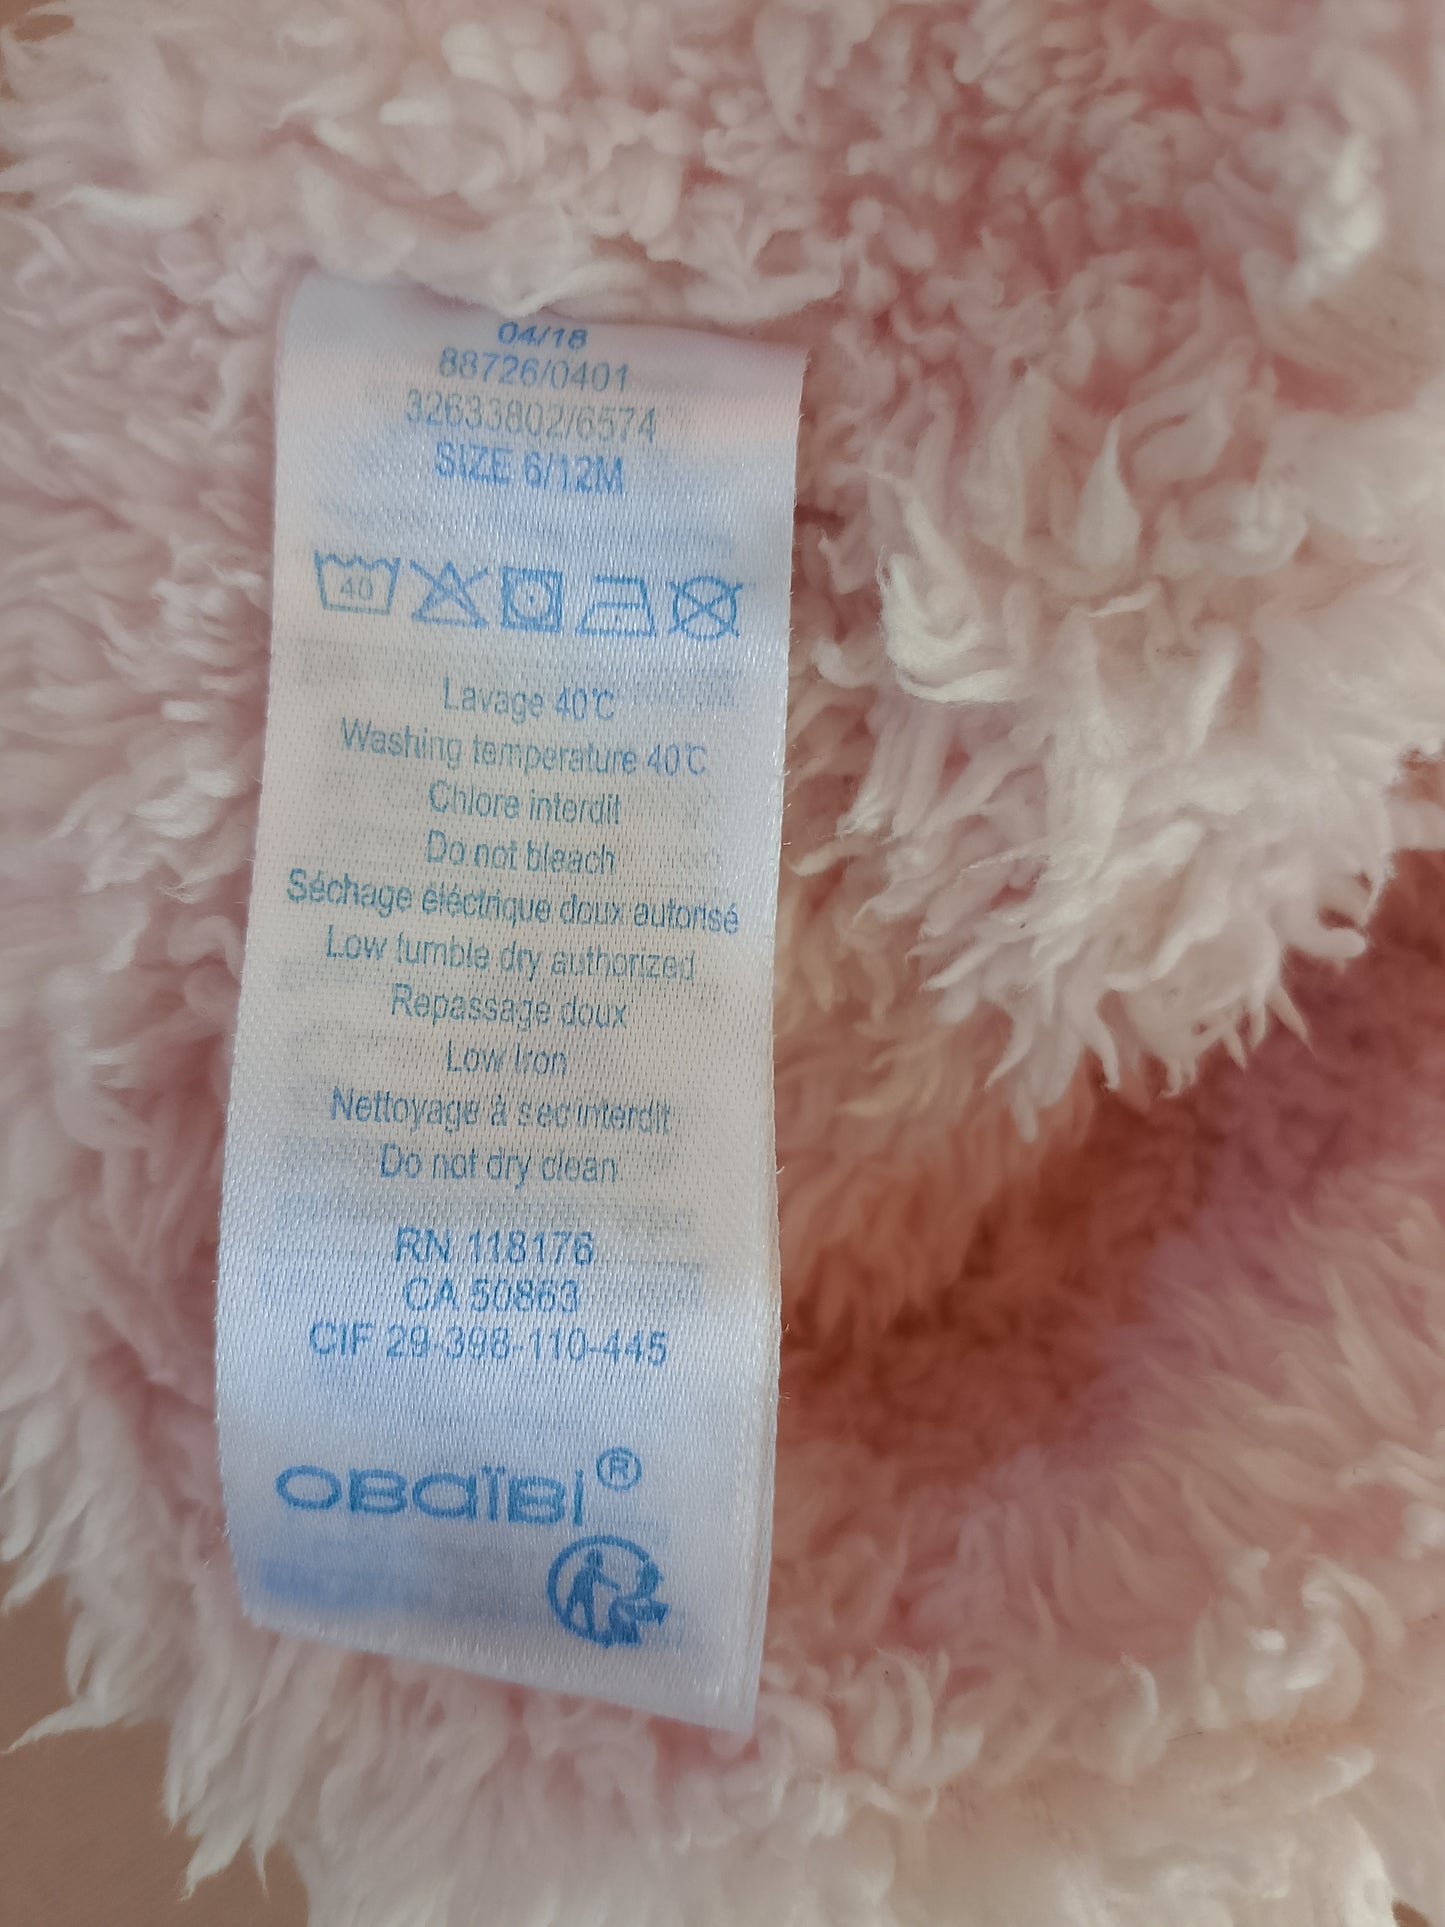 04/18
88726/0401
32633802/6574
SIZE 6/12M
40
Lavage 40°C
Washing temperature 40°C
Chlore interdit
Do not bleach
Séchage éléctrique doux autorisé
Low tumble dry authorized
Repassage doux
Low Iron
Nettoyage à sec interdit
Do not dry clean
RN 118176
CA 50863
CIF 29-398-110-445
OBaïBi®